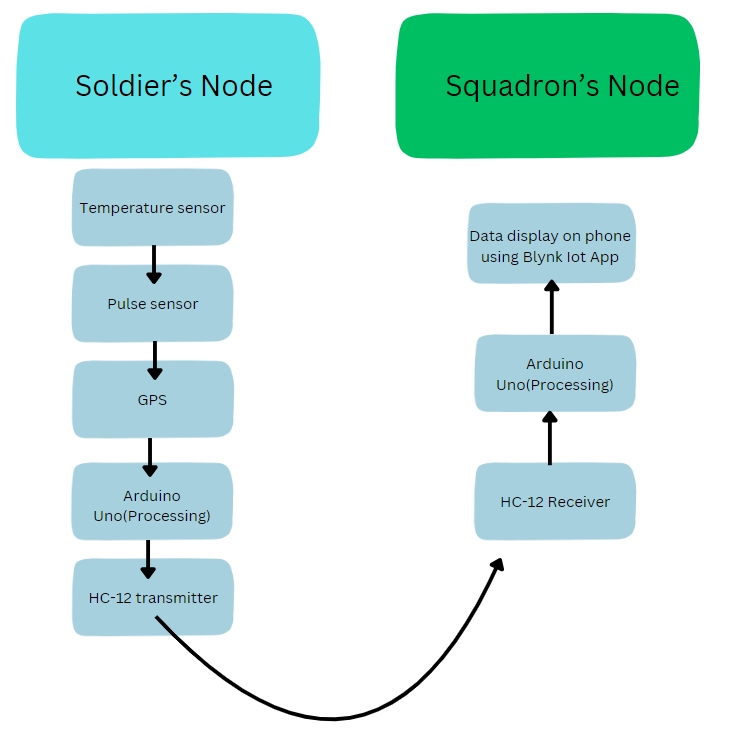 Soldier's Node
Squadron's Node
Temperature sensor
Pulse sensor
GPS
Arduino
Uno(Processing)
HC-12 transmitter
Data display on phone
using Blynk Iot App
Arduino
Uno(Processing)
HC-12 Receiver